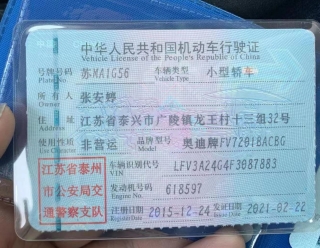 中华人民共和国机动车行驶证
Vehicle License of the People's Republic of China
号牌号码 苏MA1G56 车辆类型 小型轿车
Plate No. Vehicle Type
所有人 张安婷
Owner
住址 江苏省泰兴市广陵镇龙王村十三组32号
Address
使用性质 非营运 品牌型号 奥迪牌FV7201BACBG
Use Character Model
江苏省泰州市公安局交通警察支队
车辆识别代号 LFV3A24G4F3087883
VIN
发动机号码 618597
Engine No.
注册日期 2015-12-24 发证日期 2021-02-22
Register Date Issue Date